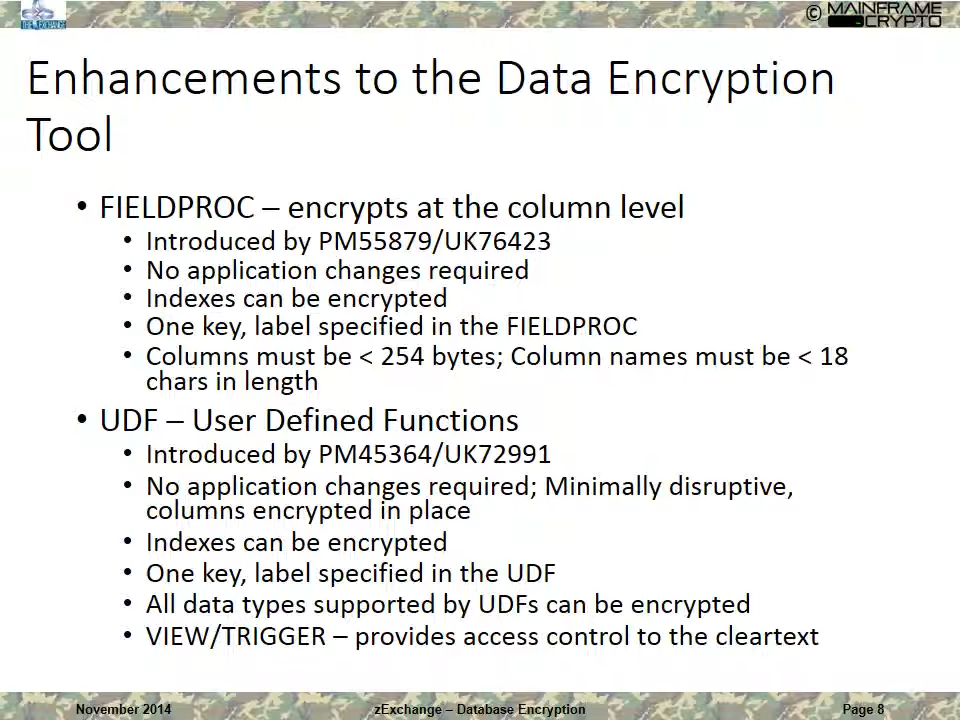 © MAINFRAME
CRYPTO
Enhancements to the Data Encryption
Tool
• FIELDPROC – encrypts at the column level
• Introduced by PM55879/UK76423
• No application changes required
• Indexes can be encrypted
• One key, label specified in the FIELDPROC
• Columns must be < 254 bytes; Column names must be < 18
chars in length
• UDF – User Defined Functions
• Introduced by PM45364/UK72991
• No application changes required; Minimally disruptive,
columns encrypted in place
• Indexes can be encrypted
• One key, label specified in the UDF
• All data types supported by UDFs can be encrypted
• VIEW/TRIGGER – provides access control to the cleartext
November 2014 zExchange – Database Encryption Page 8